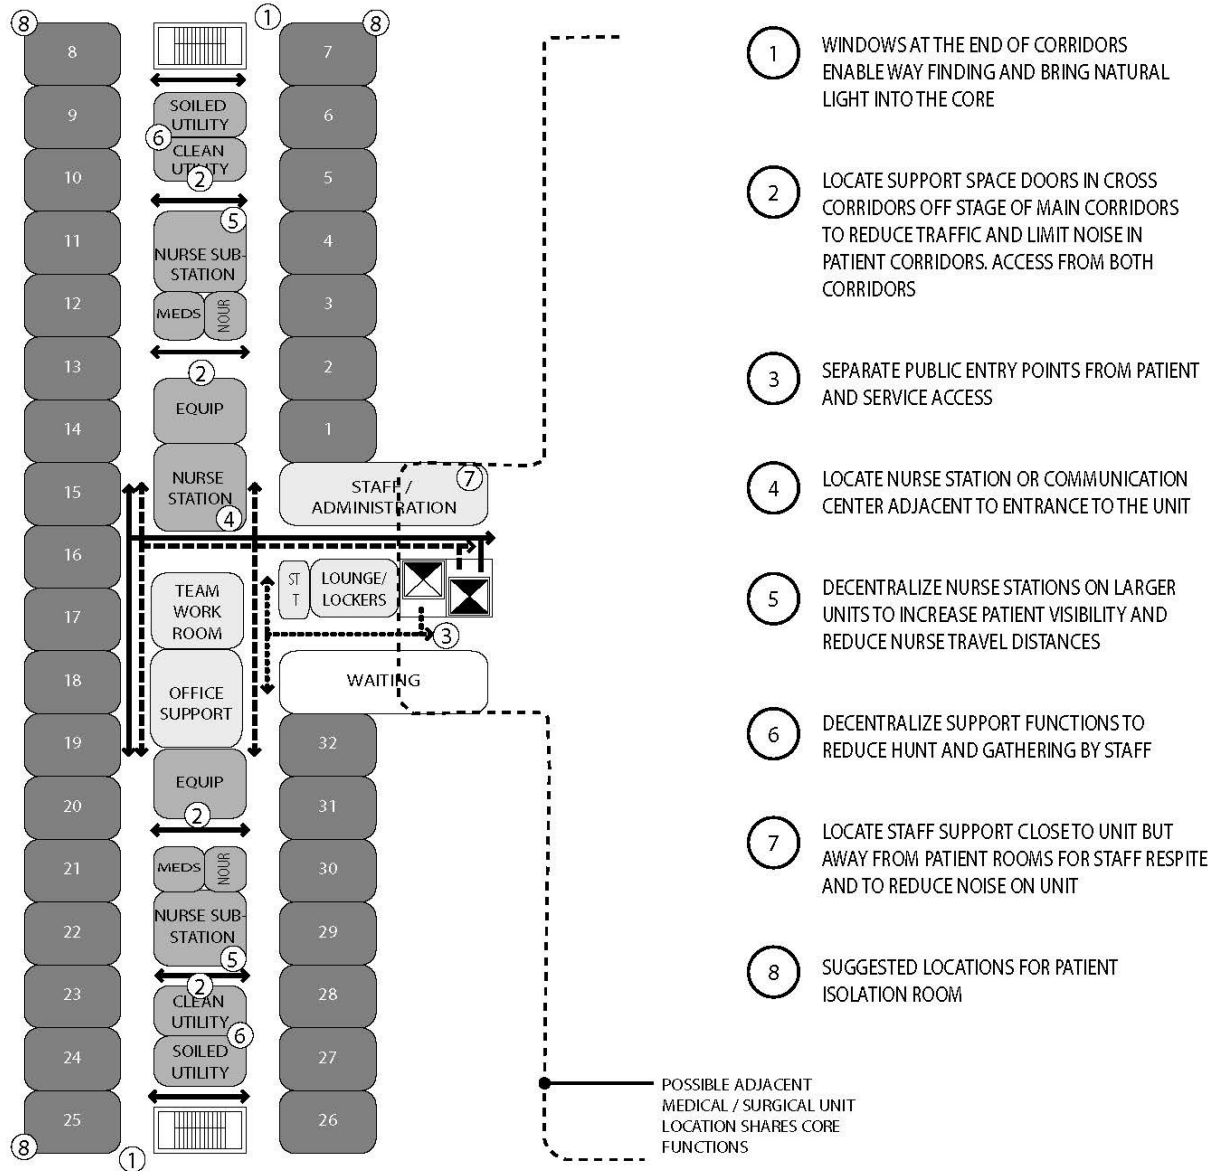 8
1
8
8
7
SOILED
UTILITY
9
6
6
CLEAN
UTILITY
10
5
2
5
11
4
NURSE SUB-
STATION
12
MEDS
NOUR
3
13
2
2
EQUIP
14
1
15
NURSE
STATION
4
STAFF /
ADMINISTRATION
7
16
ST
T
LOUNGE/
LOCKERS
TEAM
WORK
ROOM
17
3
18
OFFICE
SUPPORT
WAITING
19
32
EQUIP
20
31
2
21
MEDS
NOUR
30
22
NURSE SUB-
STATION
29
5
23
2
CLEAN
UTILITY
28
6
24
SOILED
UTILITY
27
25
26
8
1
1
WINDOWS AT THE END OF CORRIDORS
ENABLE WAY FINDING AND BRING NATURAL
LIGHT INTO THE CORE
2
LOCATE SUPPORT SPACE DOORS IN CROSS
CORRIDORS OFF STAGE OF MAIN CORRIDORS
TO REDUCE TRAFFIC AND LIMIT NOISE IN
PATIENT CORRIDORS. ACCESS FROM BOTH
CORRIDORS
3
SEPARATE PUBLIC ENTRY POINTS FROM PATIENT
AND SERVICE ACCESS
4
LOCATE NURSE STATION OR COMMUNICATION
CENTER ADJACENT TO ENTRANCE TO THE UNIT
5
DECENTRALIZE NURSE STATIONS ON LARGER
UNITS TO INCREASE PATIENT VISIBILITY AND
REDUCE NURSE TRAVEL DISTANCES
6
DECENTRALIZE SUPPORT FUNCTIONS TO
REDUCE HUNT AND GATHERING BY STAFF
7
LOCATE STAFF SUPPORT CLOSE TO UNIT BUT
AWAY FROM PATIENT ROOMS FOR STAFF RESPITE
AND TO REDUCE NOISE ON UNIT
8
SUGGESTED LOCATIONS FOR PATIENT
ISOLATION ROOM
POSSIBLE ADJACENT
MEDICAL / SURGICAL UNIT
LOCATION SHARES CORE
FUNCTIONS